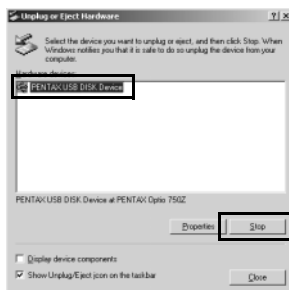 Unplug or Eject Hardware
Select the device you want to unplug or eject, and then click Stop. When
Windows notifies you that it is safe to do so unplug the device from your
computer.
Hardware devices:
PENTAX USB DISK Device
PENTAX USB DISK Device at PENTAX Optio 750Z
Properties
Stop
Display device components
Show Unplug/Eject icon on the taskbar
Close